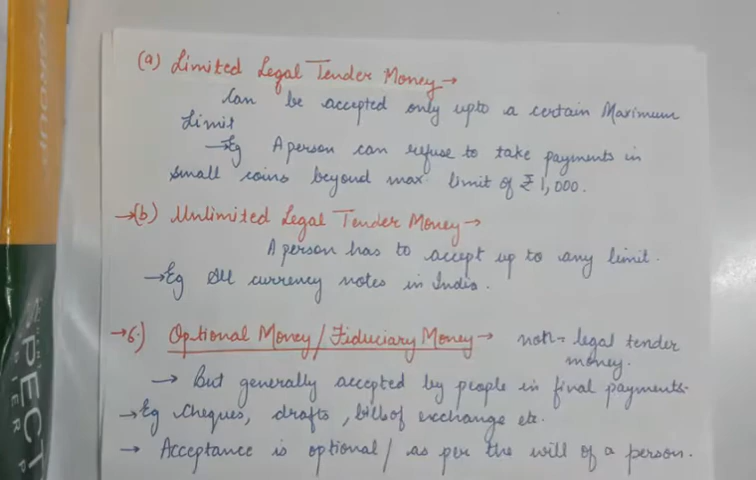 (a) Limited Legal Tender Money →
Can be accepted only upto a certain Maximum
Limit
→ Eg A person can refuse to take payments in
small coins beyond max. limit of ₹ 1,000.
→ (b) Unlimited Legal Tender Money →
A person has to accept up to any limit.
→ Eg All currency notes in India.
→ 6.) Optional Money / Fiduciary Money → non- legal tender
money.
→ But generally accepted by people in final payments.
→ Eg Cheques, drafts, bills of exchange etc.
→ Acceptance is optional / as per the will of a person.